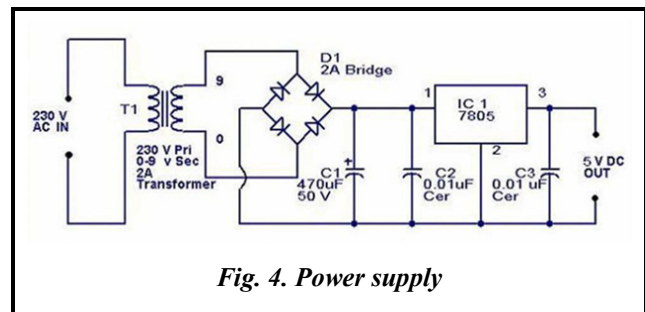 D1
2A Bridge
9
T1
230 V
AC IN
0
230 V Pri
0-9 v Sec
2A
Transformer
C1
470uF
50 V
C2
0.01uF
Cer
1
IC 1
7805
3
2
C3
0.01 uF
Cer
5 V DC
OUT
Fig. 4. Power supply